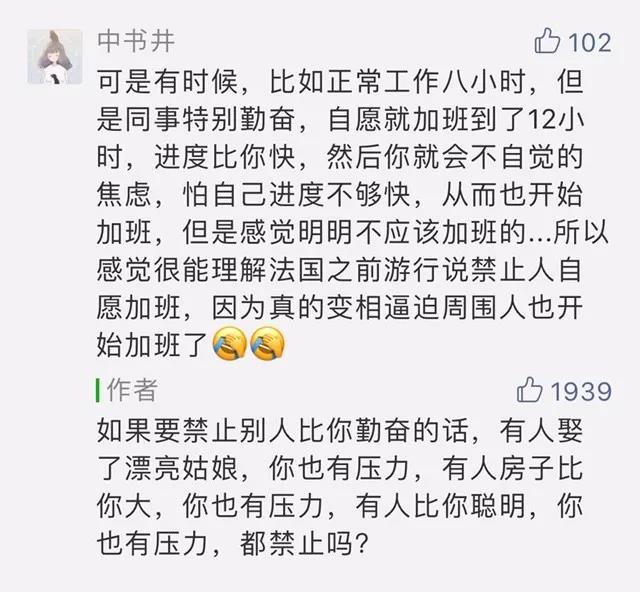 中书井 102
可是有时候，比如正常工作八小时，但
是同事特别勤奋，自愿就加班到了12小
时，进度比你快，然后你就会不自觉的
焦虑，怕自己进度不够快，从而也开始
加班，但是感觉明明不应该加班的...所以
感觉很能理解法国之前游行说禁止人自
愿加班，因为真的变相逼迫周围人也开
始加班了🤦🤦
作者 1939
如果要禁止别人比你勤奋的话，有人娶
了漂亮姑娘，你也有压力，有人房子比
你大，你也有压力，有人比你聪明，你
也有压力，都禁止吗？